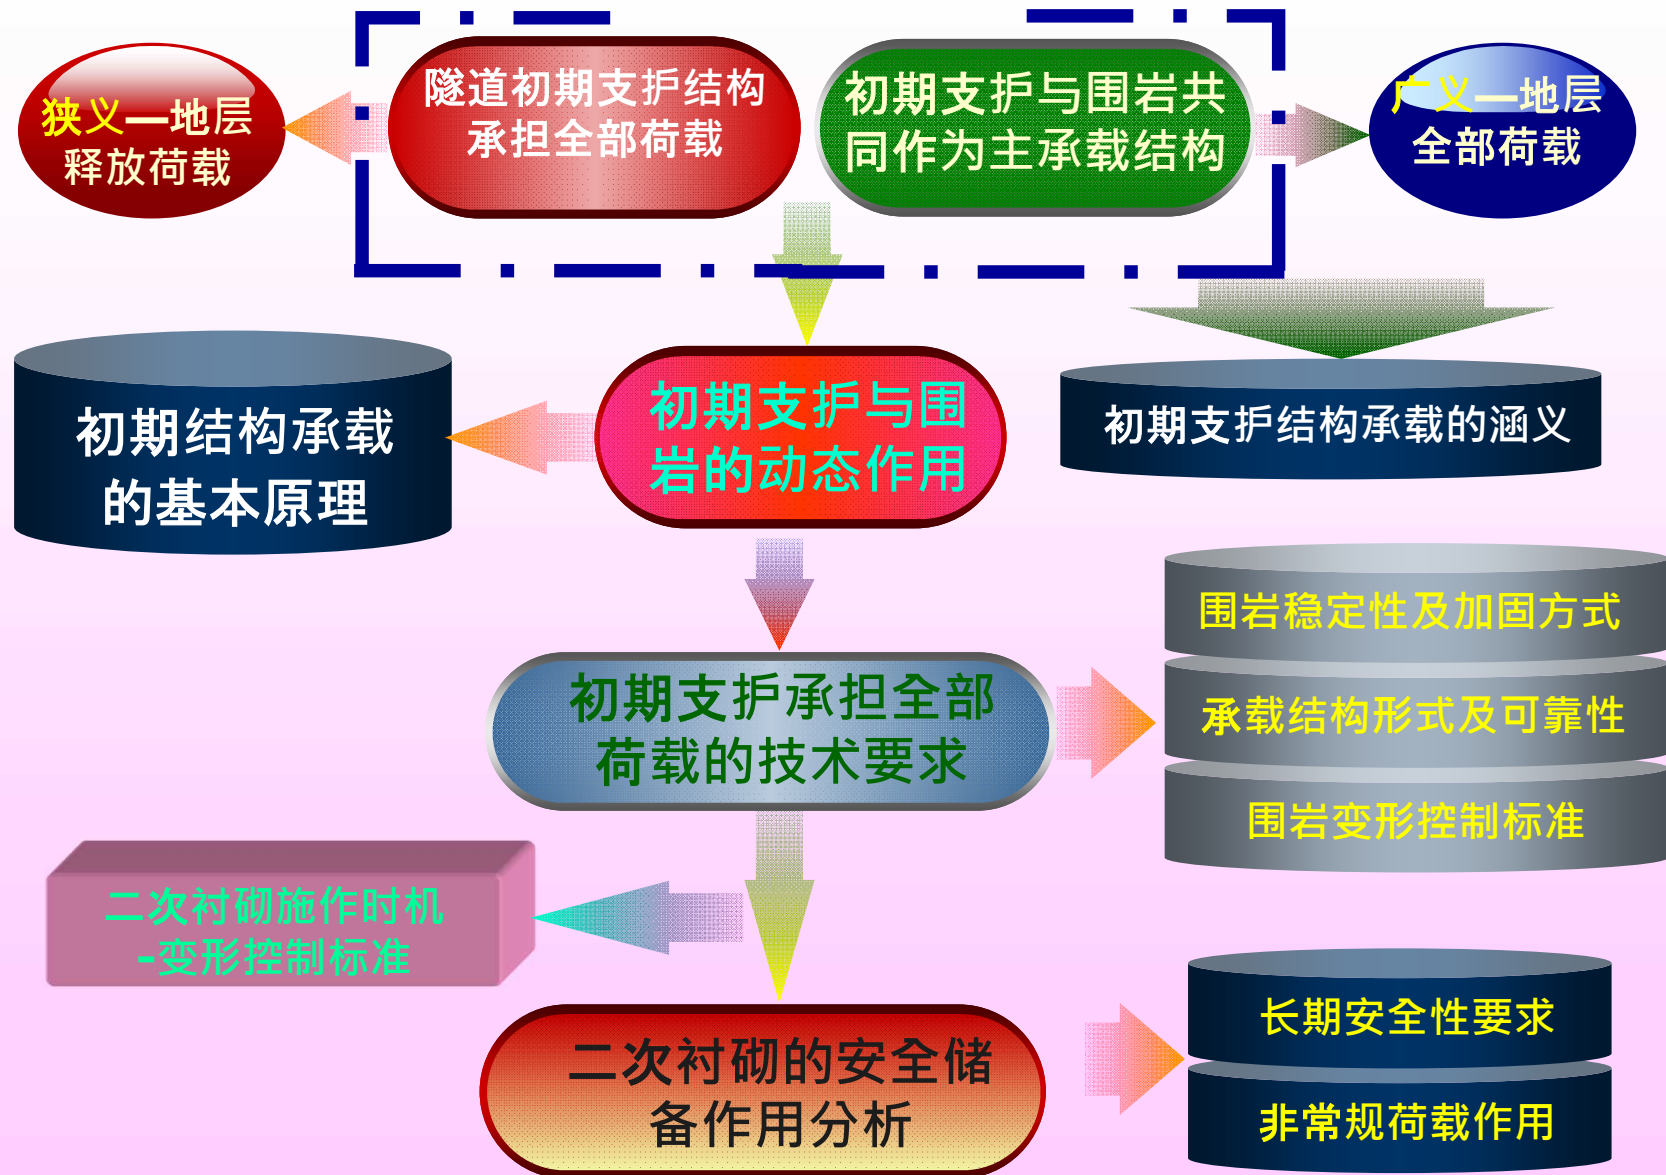 狭义—地层
释放荷载
隧道初期支护结构
承担全部荷载
初期支护与围岩共
同作为主承载结构
广义—地层
全部荷载
初期结构承载
的基本原理
初期支护与围
岩的动态作用
初期支护结构承载的涵义
初期支护承担全部
荷载的技术要求
围岩稳定性及加固方式
承载结构形式及可靠性
围岩变形控制标准
二次衬砌施作时机
-变形控制标准
二次衬砌的安全储
备作用分析
长期安全性要求
非常规荷载作用